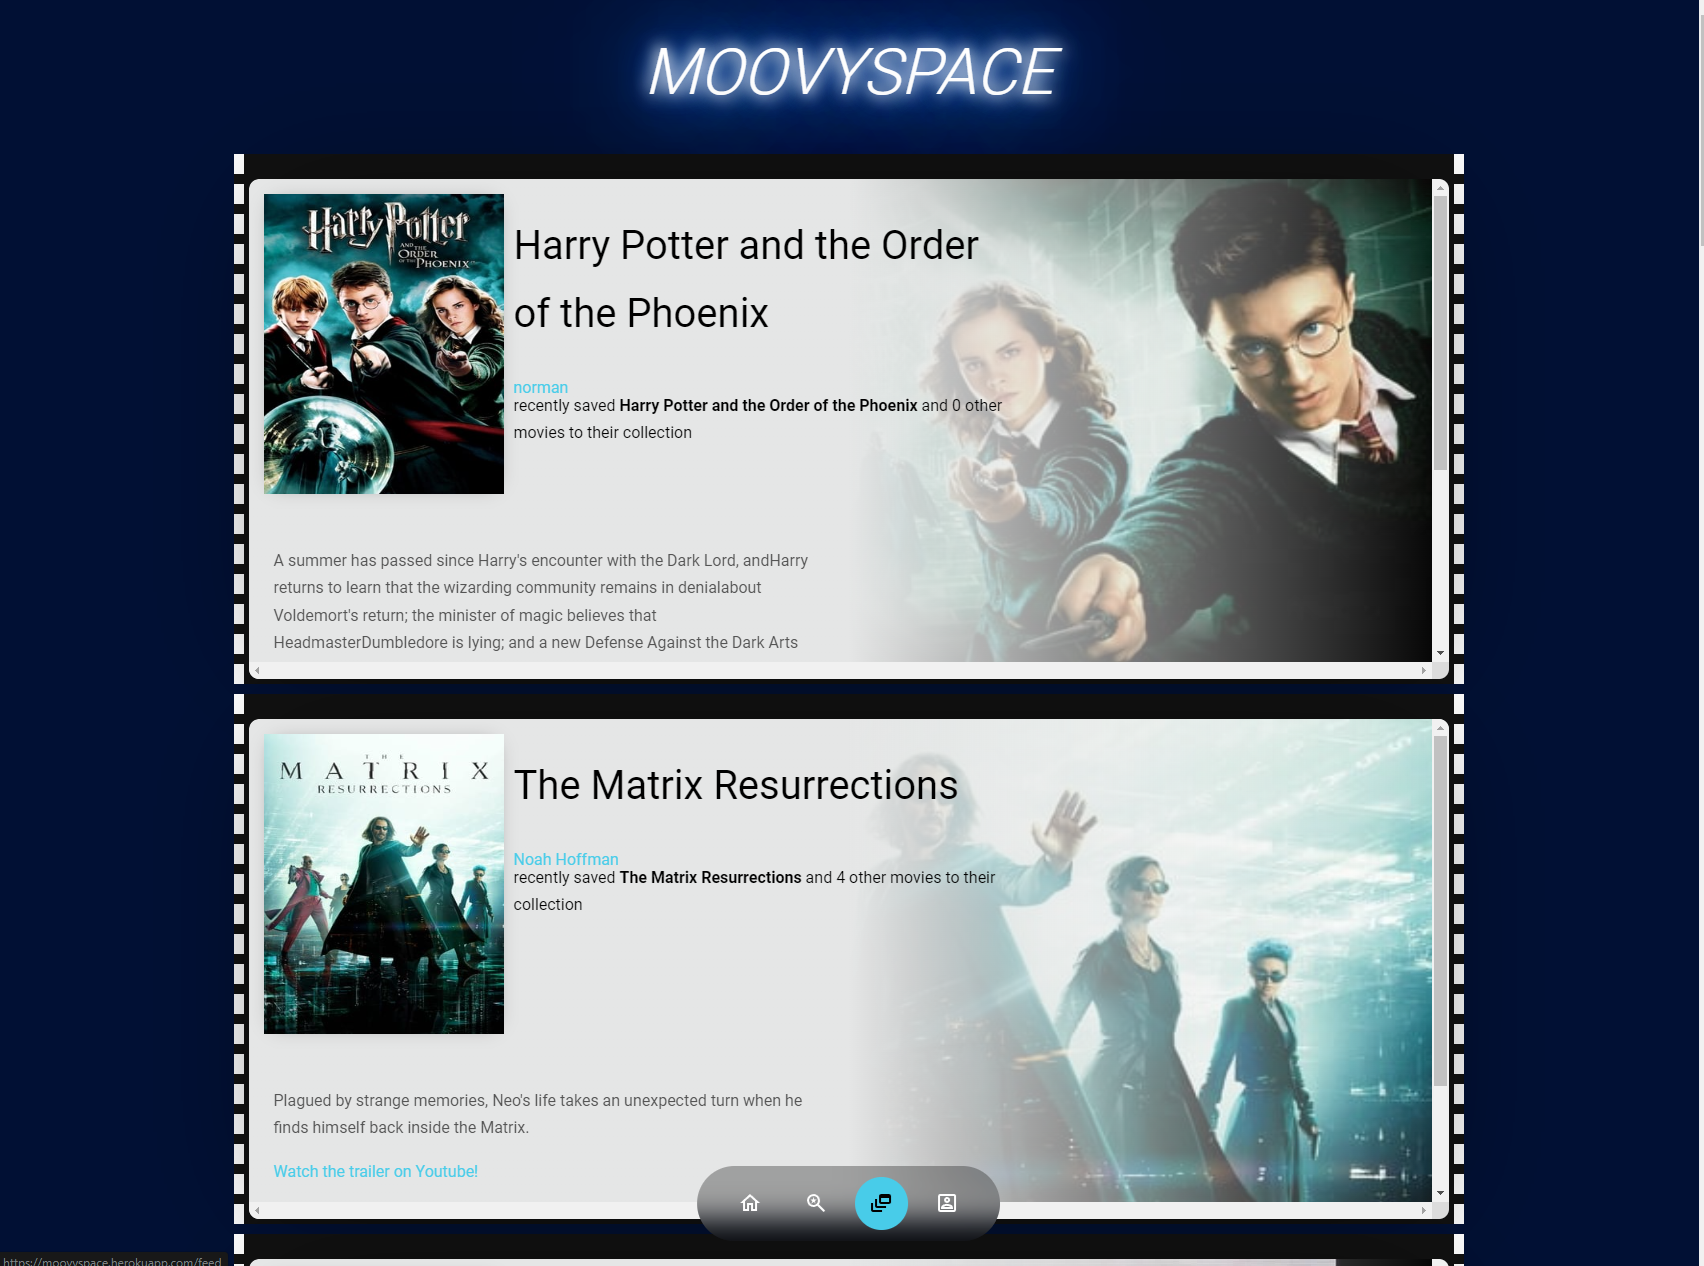 MOOVYSPACE
Harry Potter
AND THE
ORDER
OF THE PHOENIX
Harry Potter and the Order
of the Phoenix
norman
recently saved Harry Potter and the Order of the Phoenix and 0 other
movies to their collection
A summer has passed since Harry's encounter with the Dark Lord, andHarry
returns to learn that the wizarding community remains in denialabout
Voldemort's return; the minister of magic believes that
HeadmasterDumbledore is lying; and a new Defense Against the Dark Arts
THE
MATRIX
RESURRECTIONS
The Matrix Resurrections
Noah Hoffman
recently saved The Matrix Resurrections and 4 other movies to their
collection
Plagued by strange memories, Neo's life takes an unexpected turn when he
finds himself back inside the Matrix.
Watch the trailer on Youtube!
https://moovyspace.herokuapp.com/feed